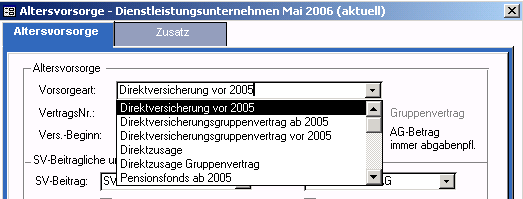 Altersvorsorge - Dienstleistungsunternehmen Mai 2006 (aktuell)
Altersvorsorge Zusatz
Altersvorsorge
Vorsorgeart: Direktversicherung vor 2005
Direktversicherung vor 2005
VertragsNr.: Direktversicherungsgruppenvertrag ab 2005 Gruppenvertrag
Vers.-Beginn: Direktversicherungsgruppenvertrag vor 2005 AG-Betrag
Direktzusage immer abgabenpfl.
SV-Beitragliche Direktzusage Gruppenvertrag
SV-Beitrag: Pensionsfonds ab 2005